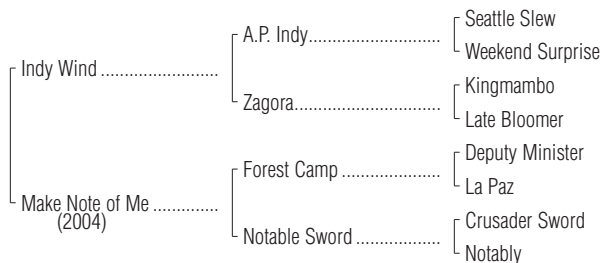 Seattle Slew
A.P. Indy........................................
Weekend Surprise
Indy Wind ..........................
Kingmambo
Zagora............................................
Late Bloomer
Deputy Minister
Forest Camp ..............................
La Paz
Make Note of Me ..............
(2004)
Crusader Sword
Notable Sword ..........................
Notably